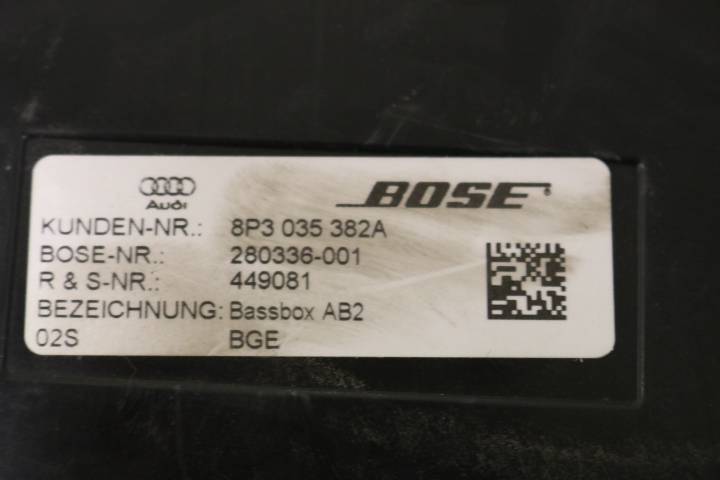 Audi BOSE
KUNDEN-NR.: 8P3 035 382A
BOSE-NR.: 280336-001
R & S-NR.: 449081
BEZEICHNUNG: Bassbox AB2
02S BGE